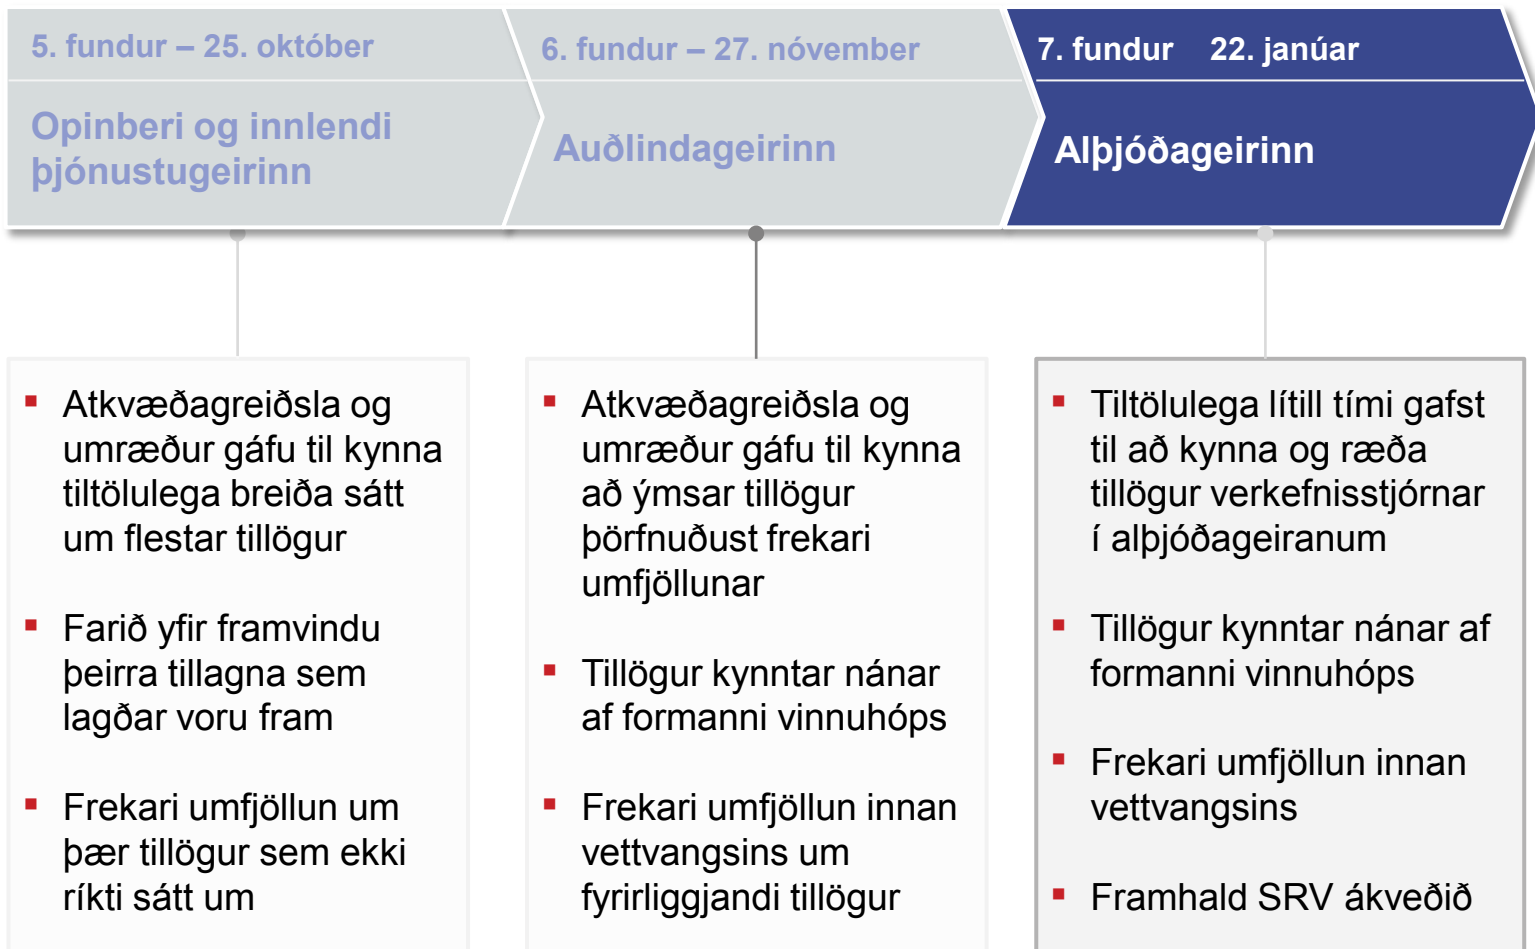 5. fundur – 25. október
Opinberi og innlendi
þjónustugeirinn
6. fundur – 27. nóvember
Auðlindageirinn
7. fundur 22. janúar
Alþjóðageirinn
▪ Atkvæðagreiðsla og
umræður gáfu til kynna
tiltölulega breiða sátt
um flestar tillögur
▪ Farið yfir framvindu
þeirra tillagna sem
lagðar voru fram
▪ Frekari umfjöllun um
þær tillögur sem ekki
ríkti sátt um
▪ Atkvæðagreiðsla og
umræður gáfu til kynna
að ýmsar tillögur
þörfnuðust frekari
umfjöllunar
▪ Tillögur kynntar nánar
af formanni vinnuhóps
▪ Frekari umfjöllun innan
vettvangsins um
fyrirliggjandi tillögur
▪ Tiltölulega lítill tími gafst
til að kynna og ræða
tillögur verkefnisstjórnar
í alþjóðageiranum
▪ Tillögur kynntar nánar af
formanni vinnuhóps
▪ Frekari umfjöllun innan
vettvangsins
▪ Framhald SRV ákveðið